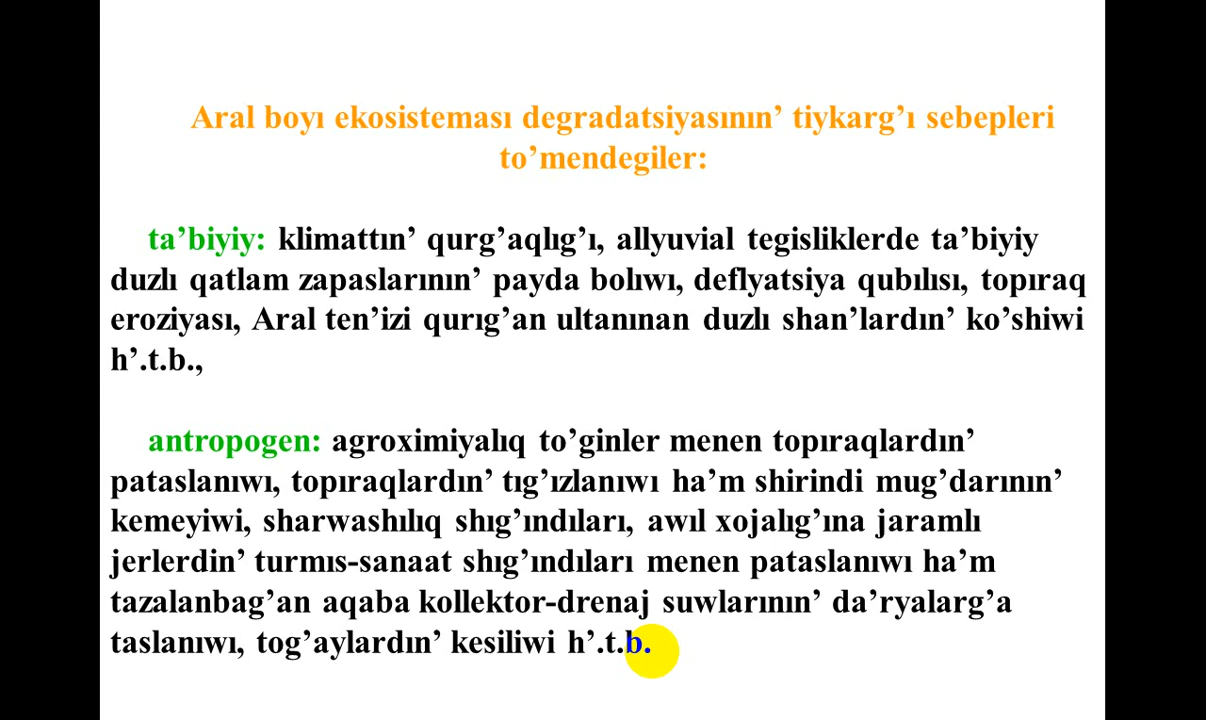 Aral boyı ekosisteması degradatsiyasının’ tiykarg’ı sebepleri
to’mendegiler:
ta’biyiy: klimattın’ qurg’aqlıg’ı, allyuvial tegisliklerde ta’biyiy
duzlı qatlam zapaslarının’ payda bolıwı, deflyatsiya qubılısı, topıraq
eroziyası, Aral ten’izi qurıg’an ultanınan duzlı shan’lardın’ ko’shiwi
h’.t.b.,
antropogen: agroximiyalıq to’ginler menen topıraqlardın’
pataslanıwı, topıraqlardın’ tıg’ızlanıwı ha’m shirindi mug’darının’
kemeyiwi, sharwashılıq shıg’ındıları, awıl xojalıg’ına jaramlı
jerlerdin’ turmıs-sanaat shıg’ındıları menen pataslanıwı ha’m
tazalanbag’an aqaba kollektor-drenaj suwlarının’ da’ryalarg’a
taslanıwı, tog’aylardın’ kesiliwi h’.t.b.